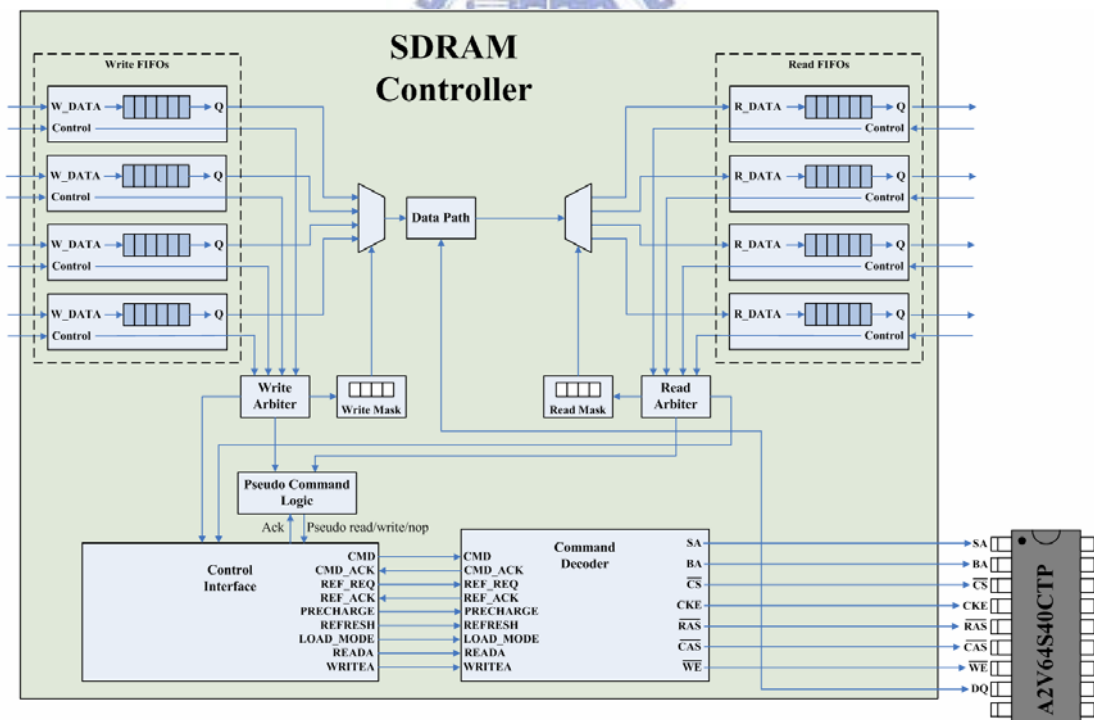 SDRAM
Controller
Write FIFOs
W_DATA
Q
Control
W_DATA
Q
Control
W_DATA
Q
Control
W_DATA
Q
Control
Read FIFOs
R_DATA
Q
Control
R_DATA
Q
Control
R_DATA
Q
Control
R_DATA
Q
Control
Data Path
Write
Arbiter
Write Mask
Read Mask
Read
Arbiter
Pseudo Command
Logic
Ack
Pseudo read/write/nop
Control
Interface
CMD
CMD_ACK
REF_REQ
REF_ACK
PRECHARGE
REFRESH
LOAD_MODE
READA
WRITEA
Command
Decoder
CMD
CMD_ACK
REF_REQ
REF_ACK
PRECHARGE
REFRESH
LOAD_MODE
READA
WRITEA
SA
BA
CS
CKE
RAS
CAS
WE
SA
BA
CS
CKE
RAS
CAS
WE
DQ
A2V64S40CTP